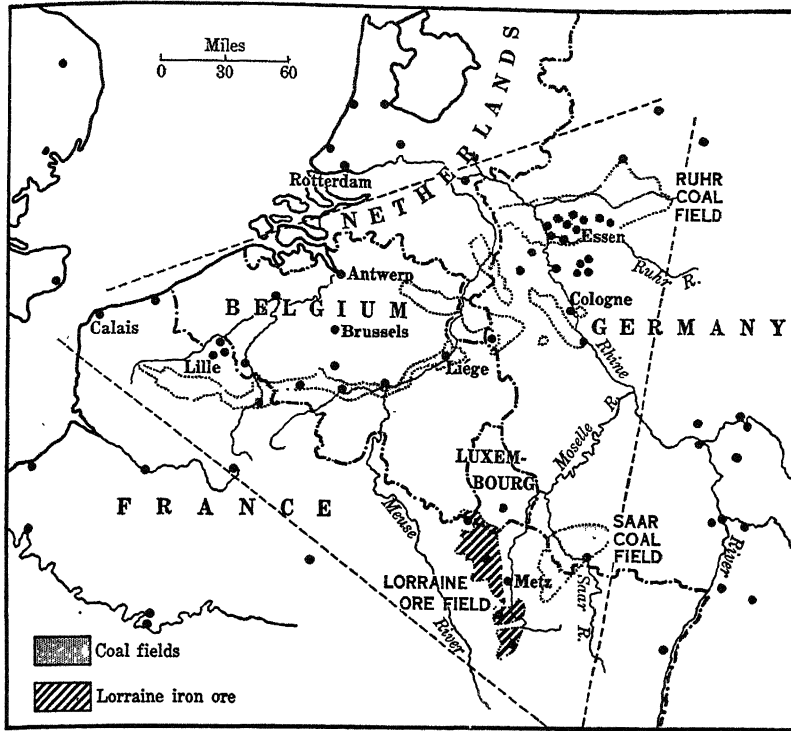 Miles
0 30 60
NETHERLANDS
Rotterdam
RUHR
COAL
FIELD
Essen
Ruhr R.
Antwerp
BELGIUM
Calais
Brussels
Cologne
GERMANY
Lille
Liége
Rhine
R.
Moselle
LUXEM-
BOURG
FRANCE
Meuse
River
SAAR
COAL
FIELD
LORRAINE
ORE FIELD
Metz
Saar R.
River
Coal fields
Lorraine iron ore